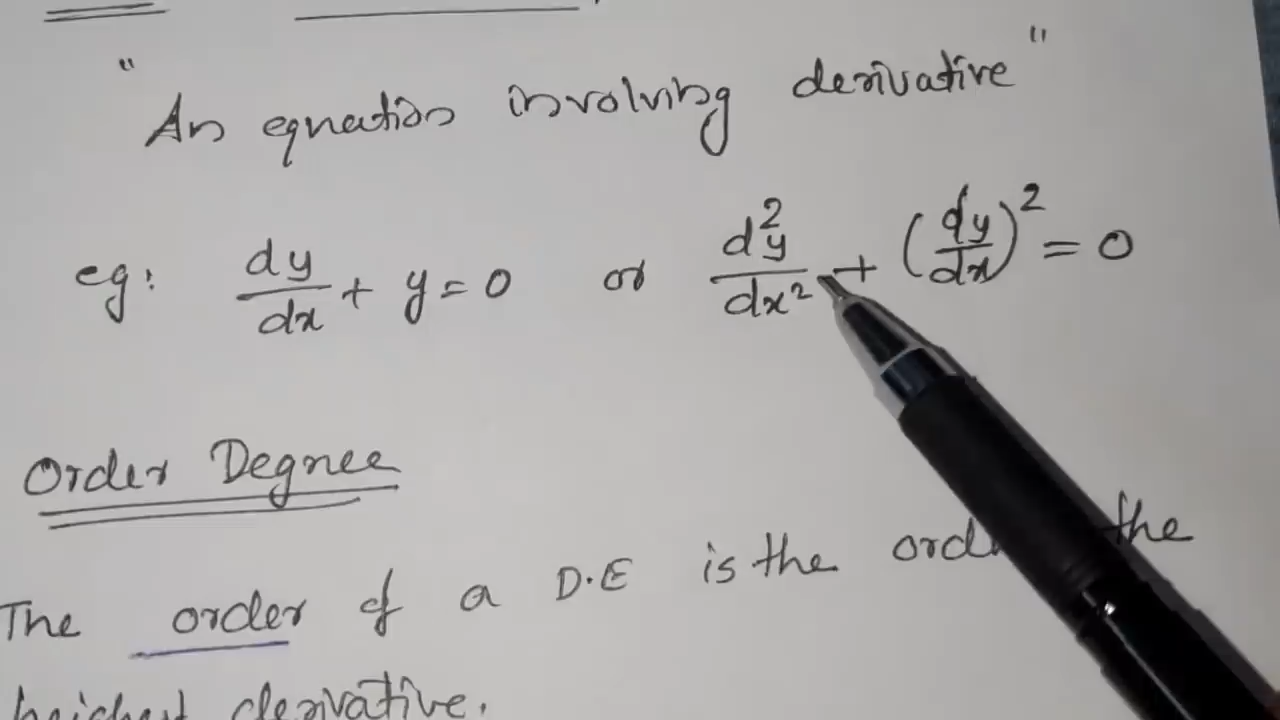 "An equation involving derivative"
eg: dy/dx + y = 0 or d²y/dx² + (dy/dx)² = 0
Order Degree
The order of a D.E is the the
derivative.